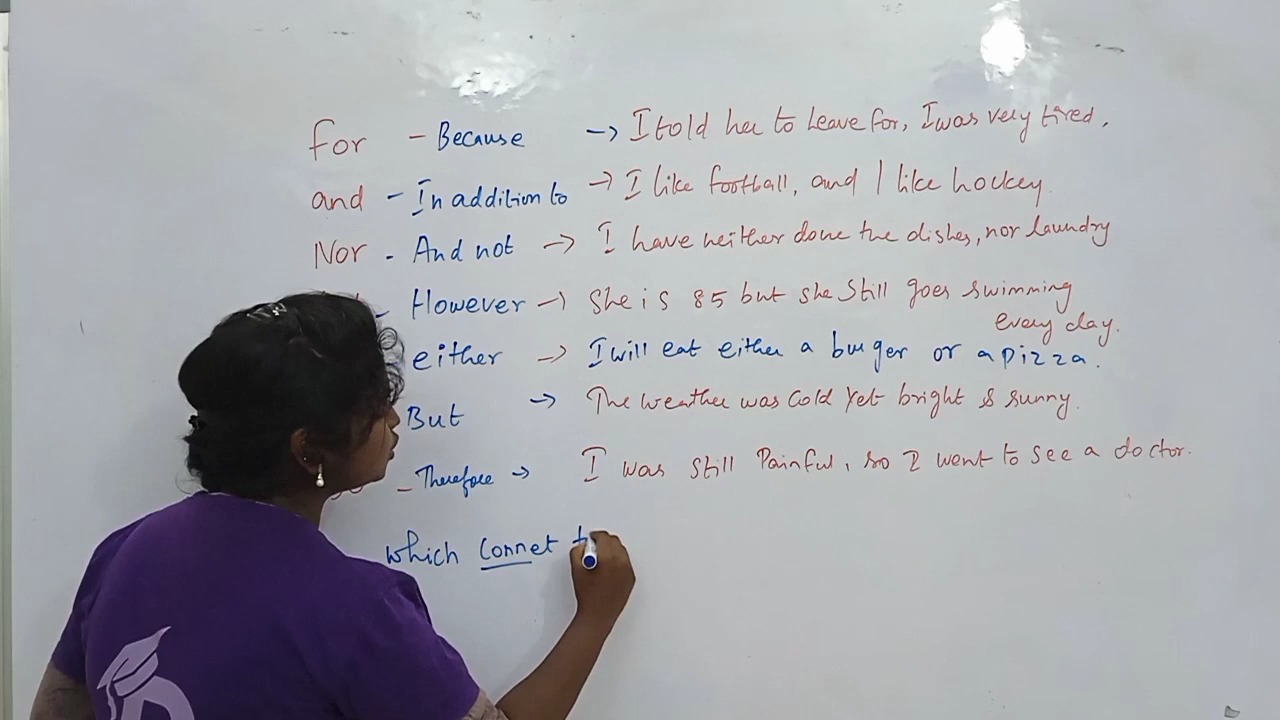 for - Because -> I told her to leave for, I was very tired.
and - In addition to -> I like football, and I like hockey.
Nor - And not -> I have neither done the dishes, nor laundry
- However -> She is 85 but she still goes swimming
every day.
either -> I will eat either a burger or a pizza.
But -> The weather was cold yet bright & sunny.
- Therefore -> I was still Painful, so I went to see a doctor.
which connet t